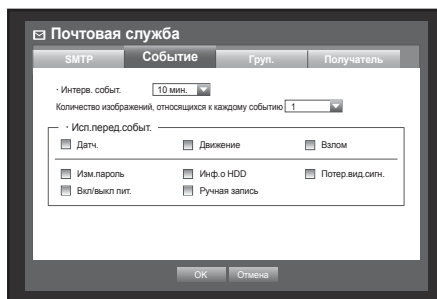 Почтовая служба
SMTP Событие Груп. Получатель
· Интерв. событ. 10 мин.
Количество изображений, относящихся к каждому событию 1
· Исп.перед.событ.
Датч. Движение Взлом
Изм.пароль Инф.о HDD Потер.вид.сигн.
Вкл/выкл пит. Ручная запись
OK Отмена